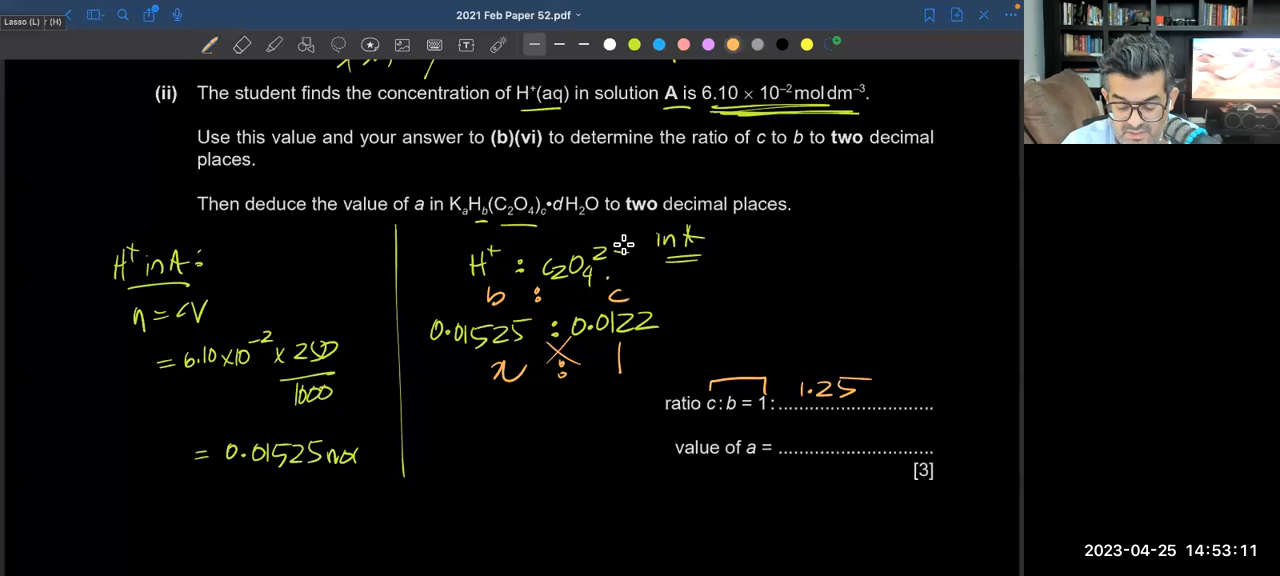 2021 Feb Paper 52.pdf
Lasso (L)
(H)
(ii) The student finds the concentration of H⁺(aq) in solution A is 6.10 × 10⁻² mol dm⁻³.
Use this value and your answer to (b)(vi) to determine the ratio of c to b to two decimal
places.
Then deduce the value of a in KₐH_b(C₂O₄)_c•dH₂O to two decimal places.
H⁺ in A:
n = CV
= 6.10×10⁻² × 250
1000
= 0.01525 mol
H⁺ : C₂O₄²⁻ in A
b : c
0.01525 : 0.0122
x : 1
ratio c : b = 1 : 1.25
value of a =
[3]
2023-04-25 14:53:11